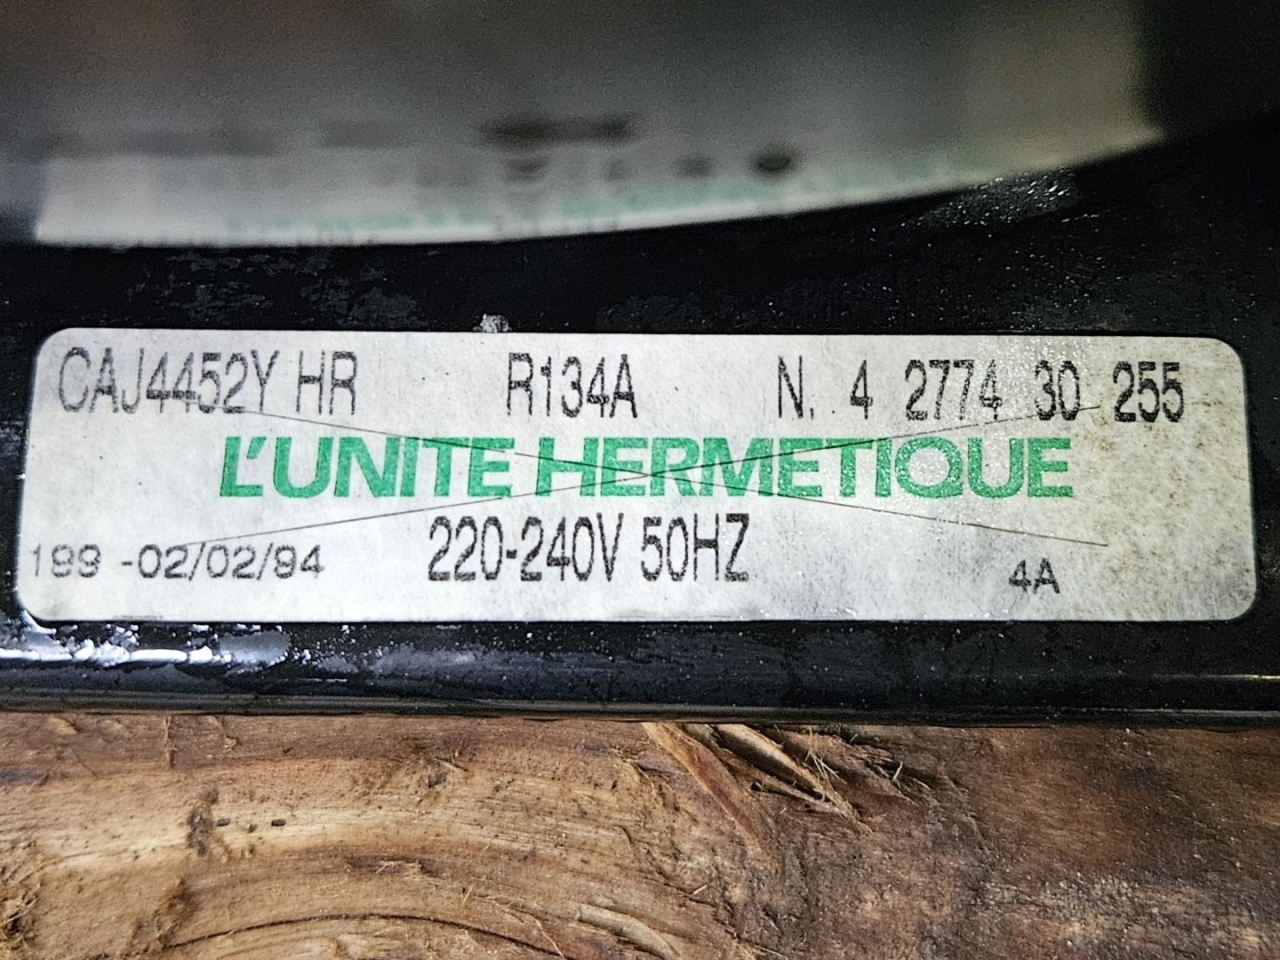 CAJ4452Y HR R134A N. 4 2774 30 255
L'UNITE HERMETIQUE
220-240V 50HZ
199 -02/02/94 4A